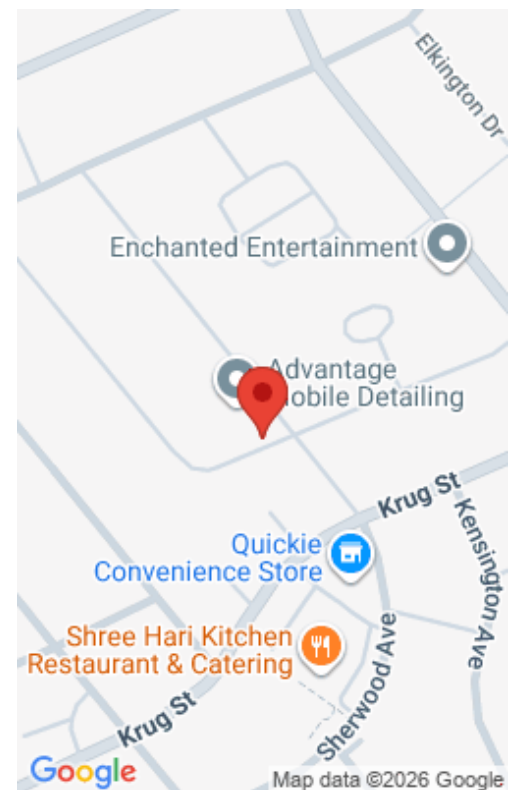 Elkington Dr
Enchanted Entertainment
Advantage
Mobile Detailing
Krug St
Kensington Ave
Quickie
Convenience Store
Shree Hari Kitchen
Restaurant & Catering
Sherwood Ave
Krug St
Google
Map data ©2026 Google